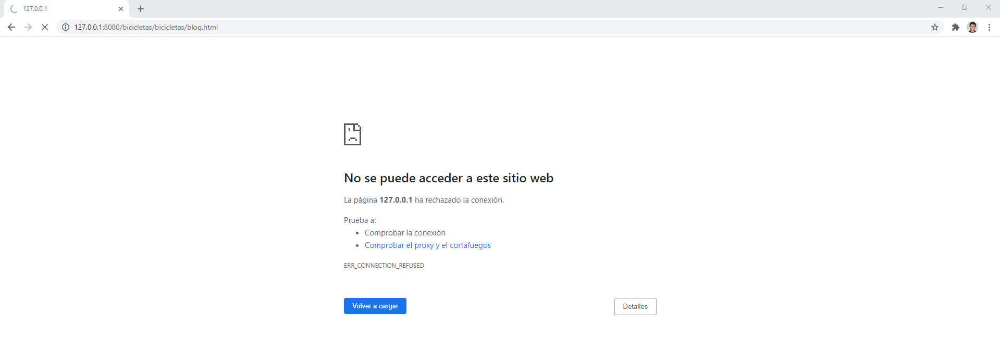 127.0.0.1
127.0.0.1:8080/bicicletas/bicicletas/blog.html
No se puede acceder a este sitio web
La página 127.0.0.1 ha rechazado la conexión.
Prueba a:
Comprobar la conexión
Comprobar el proxy y el cortafuegos
ERR_CONNECTION_REFUSED
Volver a cargar
Detalles